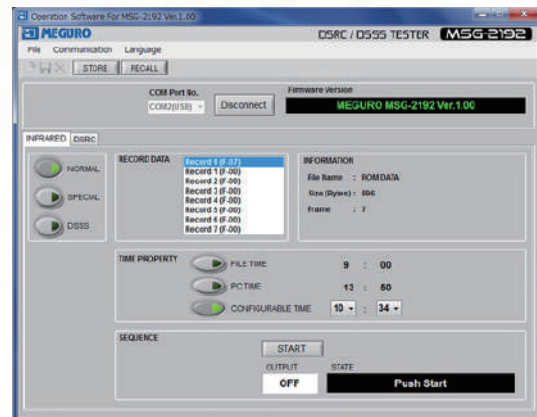 Operation Software For MSG-2192 Ver.1.00
MEGURO
DSRC / DSSS TESTER MSG-2192
File Communication Language
STORE RECALL
COM Port No.
COM2(USB) Disconnect
Firmware Version
MEGURO MSG-2192 Ver.1.00
INFRARED DSRC
NORMAL
SPECIAL
DSSS
RECORD DATA
Record 0 (F-07)
Record 1 (F-00)
Record 2 (F-00)
Record 3 (F-00)
Record 4 (F-00)
Record 5 (F-00)
Record 6 (F-00)
Record 7 (F-00)
INFORMATION
File Name : ROMDATA
Size (Bytes) : 896
Frame : 7
TIME PROPERTY
FILE TIME 9 : 00
PC TIME 13 : 50
CONFIGURABLE TIME 10 : 34
SEQUENCE
START
OUTPUT STATE
OFF Push Start